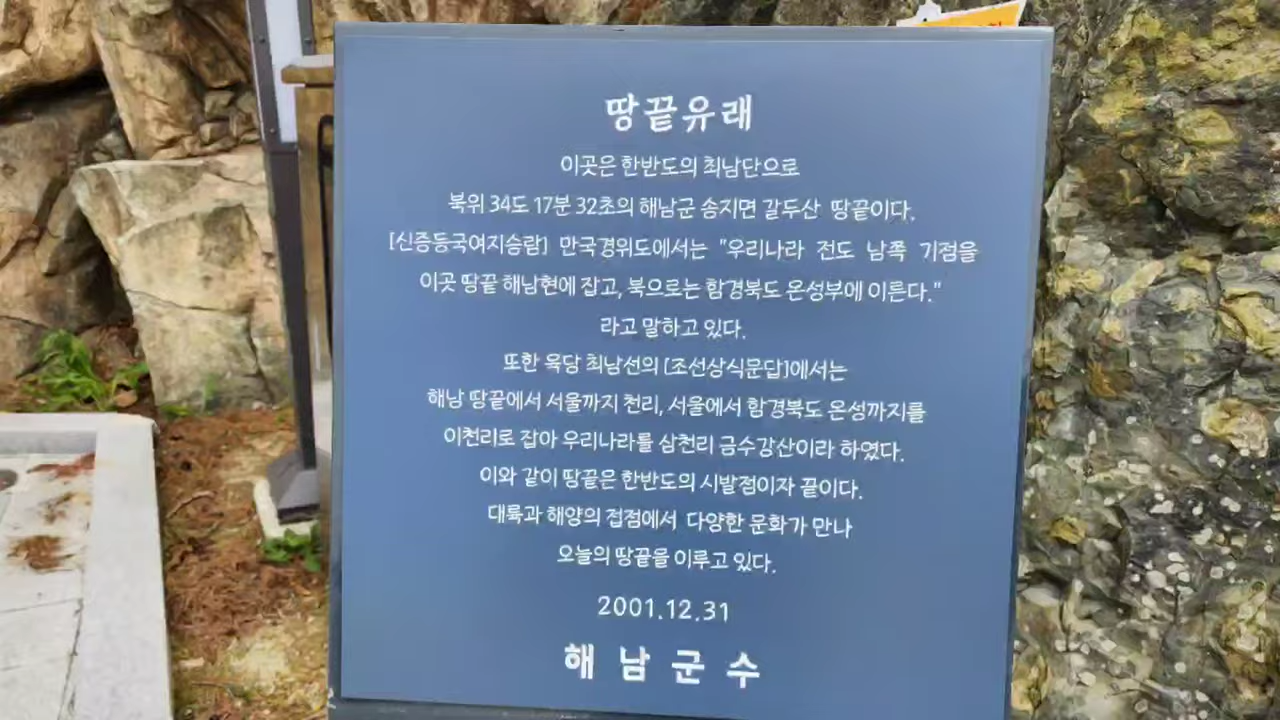 땅끝유래
이곳은 한반도의 최남단으로
북위 34도 17분 32초의 해남군 송지면 갈두산 땅끝이다.
[신증동국여지승람] 만국경위도에서는 "우리나라 전도 남쪽 기점을
이곳 땅끝 해남현에 잡고, 북으로는 함경북도 온성부에 이른다."
라고 말하고 있다.
또한 육당 최남선의 [조선상식문답]에서는
해남 땅끝에서 서울까지 천리, 서울에서 함경북도 온성까지를
이천리로 잡아 우리나라를 삼천리 금수강산이라 하였다.
이와 같이 땅끝은 한반도의 시발점이자 끝이다.
대륙과 해양의 접점에서 다양한 문화가 만나
오늘의 땅끝을 이루고 있다.
2001.12.31
해남군수